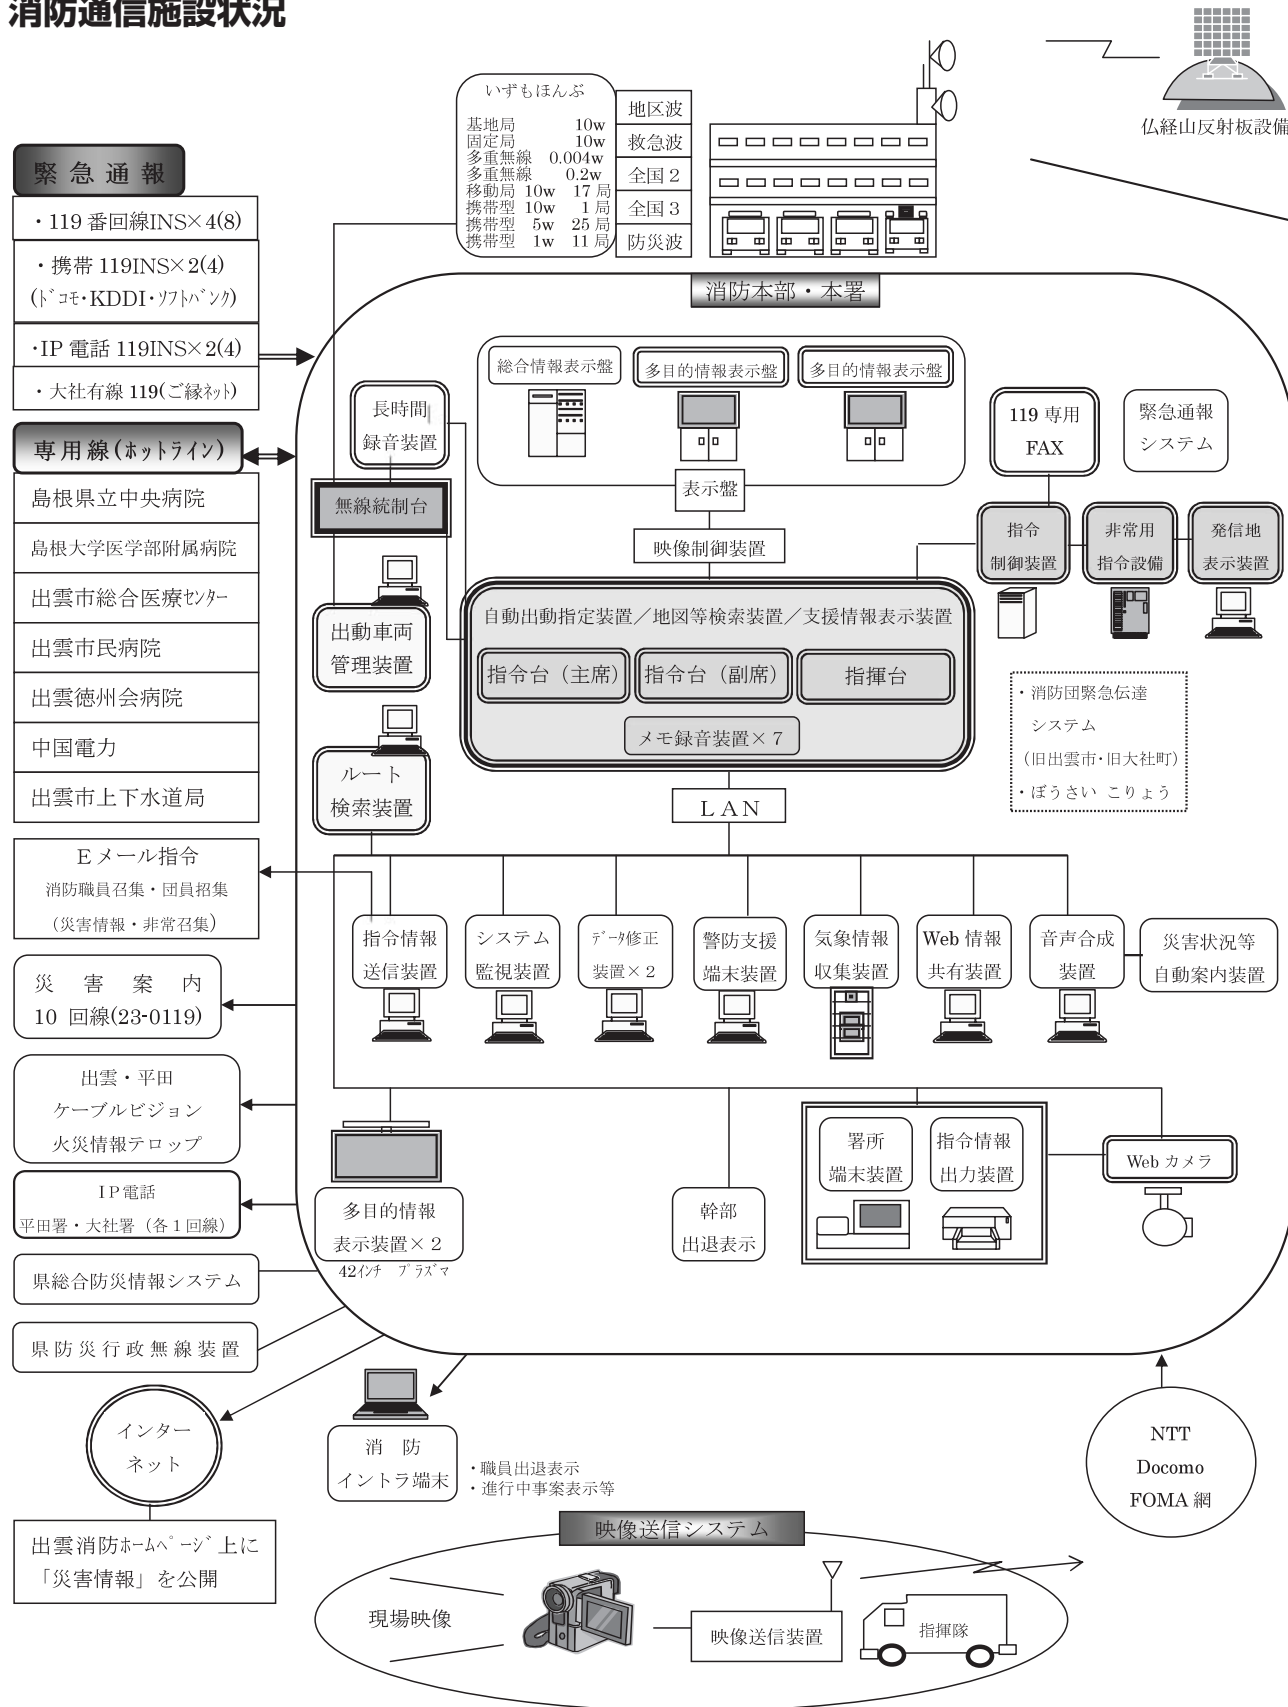 消防通信施設状況
仏経山反射板設備
いずもほんぶ
基地局 10w
固定局 10w
多重無線 0.004w
多重無線 0.2w
移動局 10w 17局
携帯型 10w 1局
携帯型 5w 25局
携帯型 1w 11局
地区波
救急波
全国2
全国3
防災波
緊急通報
・119番回線INS×4(8)
・携帯119INS×2(4)
(ﾄﾞｺﾓ・KDDI・ｿﾌﾄﾊﾞﾝｸ)
・IP電話119INS×2(4)
・大社有線119(ご縁ﾈｯﾄ)
専用線(ﾎｯﾄﾗｲﾝ)
島根県立中央病院
島根大学医学部附属病院
出雲市総合医療ｾﾝﾀｰ
出雲市民病院
出雲徳州会病院
中国電力
出雲市上下水道局
Eメール指令
消防職員召集・団員招集
(災害情報・非常召集)
災害案内
10回線(23-0119)
出雲・平田
ケーブルビジョン
火災情報テロップ
IP電話
平田署・大社署（各1回線）
県総合防災情報システム
県防災行政無線装置
インター
ネット
出雲消防ﾎｰﾑﾍﾟｰｼﾞ上に
「災害情報」を公開
消防本部・本署
総合情報表示盤
多目的情報表示盤
多目的情報表示盤
表示盤
映像制御装置
長時間
録音装置
無線統制台
出動車両
管理装置
ルート
検索装置
119専用
FAX
緊急通報
システム
指令
制御装置
非常用
指令設備
発信地
表示装置
自動出動指定装置／地図等検索装置／支援情報表示装置
指令台（主席）
指令台（副席）
指揮台
メモ録音装置×7
・消防団緊急伝達
システム
(旧出雲市・旧大社町)
・ぼうさい こりょう
LAN
指令情報
送信装置
システム
監視装置
ﾃﾞｰﾀ修正
装置×2
警防支援
端末装置
気象情報
収集装置
Web情報
共有装置
音声合成
装置
災害状況等
自動案内装置
多目的情報
表示装置×2
42ｲﾝﾁ ﾌﾟﾗｽﾞﾏ
幹部
出退表示
署所
端末装置
指令情報
出力装置
Webカメラ
消防
イントラ端末
・職員出退表示
・進行中事案表示等
NTT
Docomo
FOMA網
映像送信システム
現場映像
映像送信装置
指揮隊